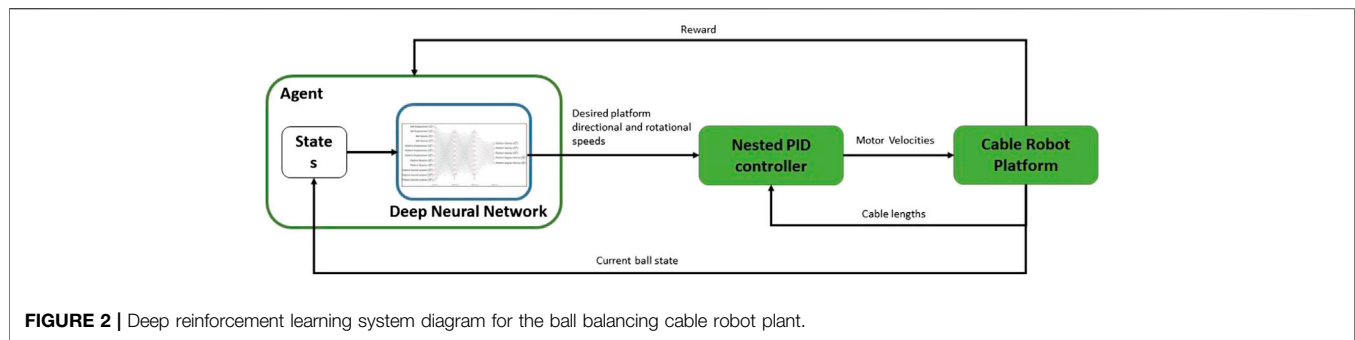 Reward
Agent
State
s
Deep Neural Network
Desired platform
directional and rotational
speeds
Nested PID
controller
Motor Velocities
Cable Robot
Platform
Cable lengths
Current ball state
FIGURE 2 | Deep reinforcement learning system diagram for the ball balancing cable robot plant.